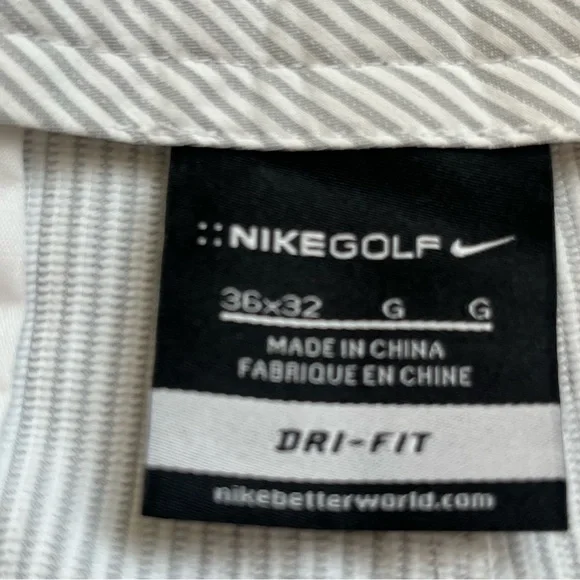 NIKEGOLF
36x32 G G
MADE IN CHINA
FABRIQUE EN CHINE
DRI-FIT
nikebetterworld.com